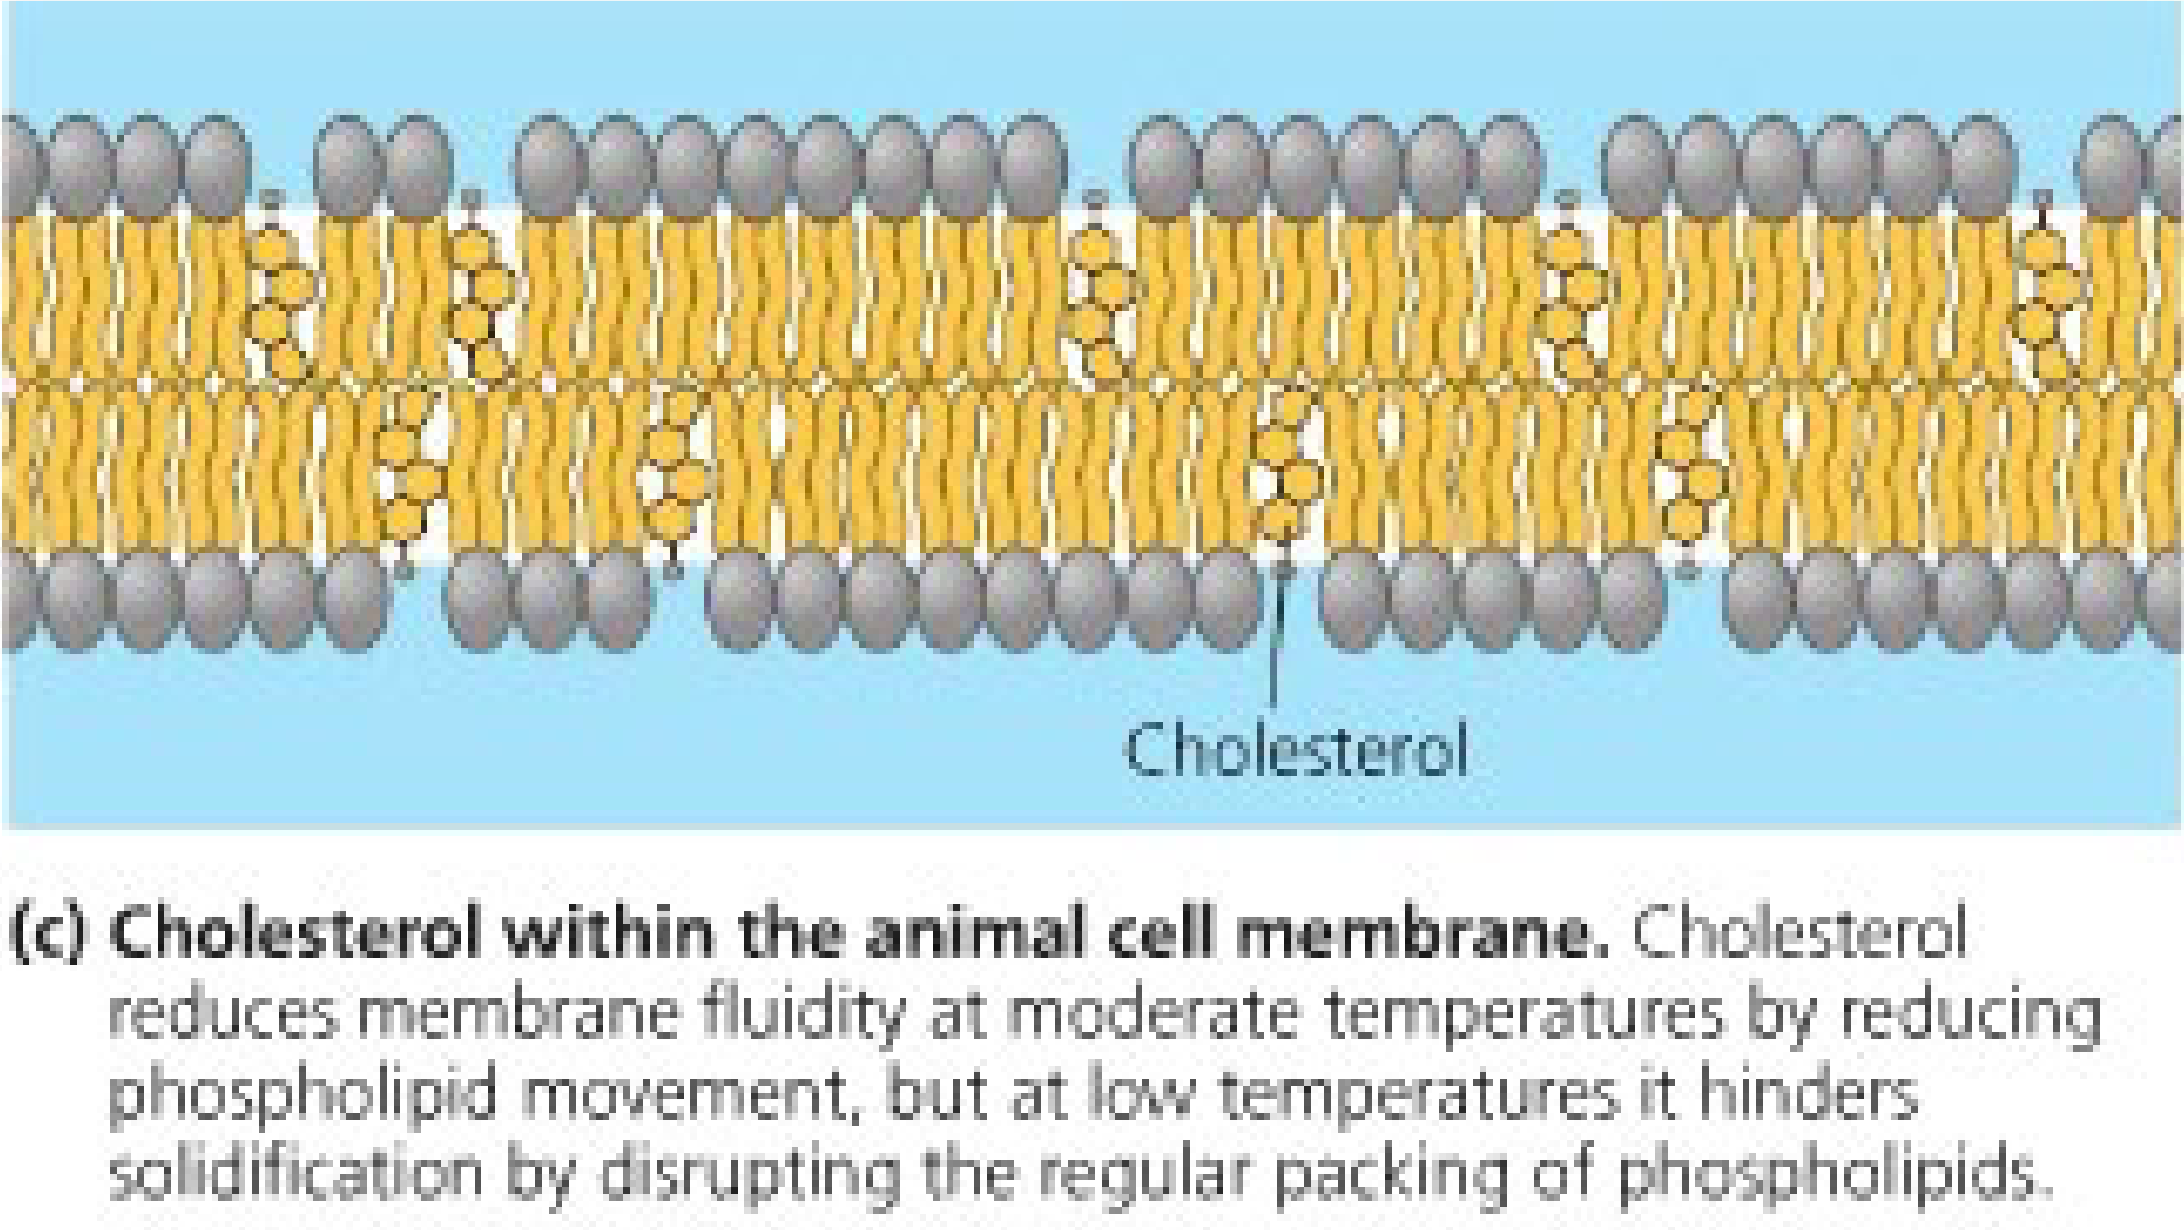 Cholesterol
(c) Cholesterol within the animal cell membrane. Cholesterol
reduces membrane fluidity at moderate temperatures by reducing
phospholipid movement, but at low temperatures it hinders
solidification by disrupting the regular packing of phospholipids.